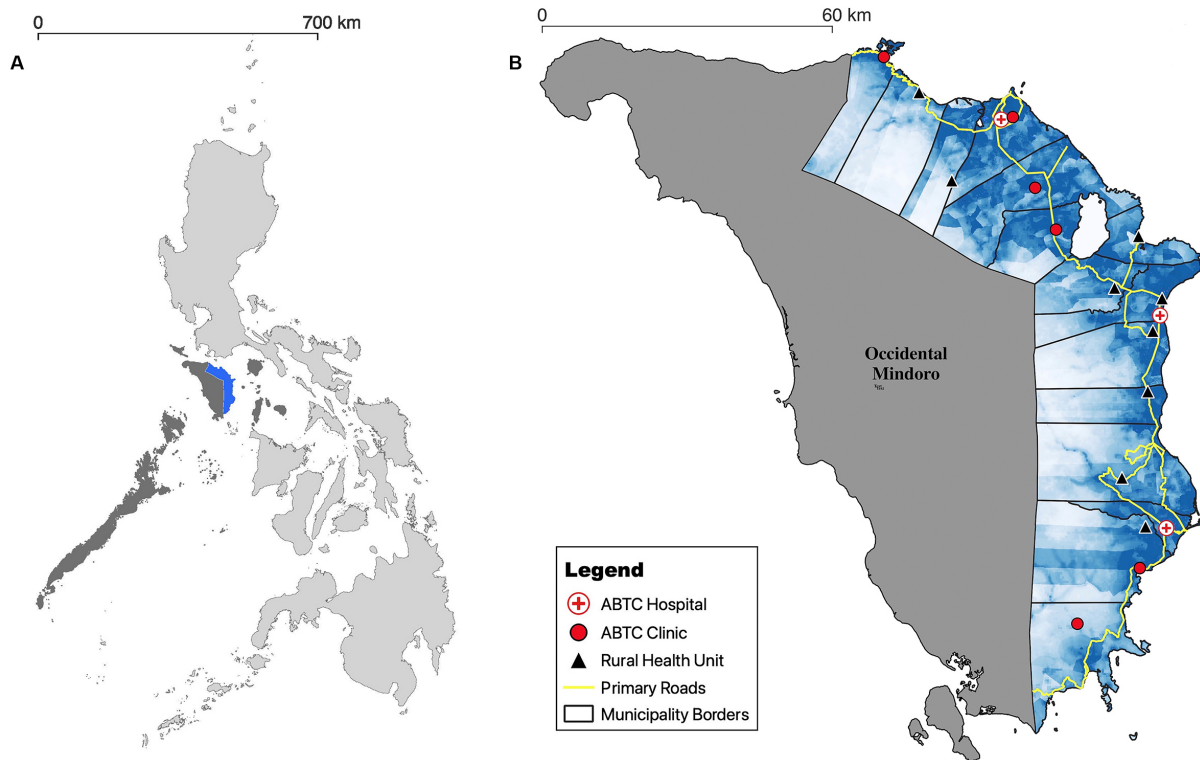 0
700 km
A
0
60 km
B
Occidental
Mindoro
Legend
ABTC Hospital
ABTC Clinic
Rural Health Unit
Primary Roads
Municipality Borders